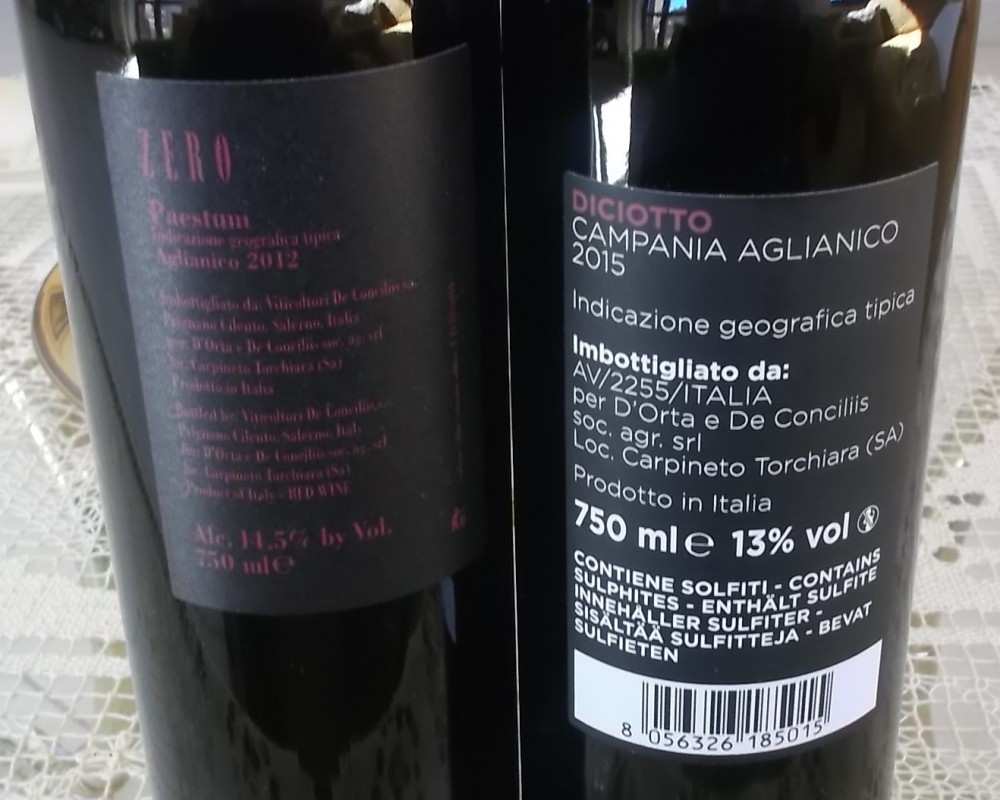 ZERO
Paestum
Indicazione geografica tipica
Aglianico 2012
Imbottigliato da: Viticoltori De Conciliis
Prignano Cilento, Salerno, Italia
per D'Orta e De Conciliis soc. ag. srl
loc. Carpineto Torchiara (Sa)
Prodotto in Italia
Bottled by: Viticoltori De Conciliis
Prignano Cilento, Salerno, Italy
for D'Orta e De Conciliis soc. ag. srl
loc. Carpineto Torchiara (Sa)
Product of Italy - RED WINE
Alc. 14.5% by Vol.
750 ml e
DICIOTTO
CAMPANIA AGLIANICO
2015
Indicazione geografica tipica
Imbottigliato da:
AV/2255/ITALIA
per D'Orta e De Conciliis
soc. agr. srl
Loc. Carpineto Torchiara (SA)
Prodotto in Italia
750 ml e 13% vol
CONTIENE SOLFITI - CONTAINS
SULPHITES - ENTHÄLT SULFITE
INNEHÅLLER SULFITER -
SISÄLTÄÄ SULFITTEJA - BEVAT
SULFIETEN
8 056326 185015